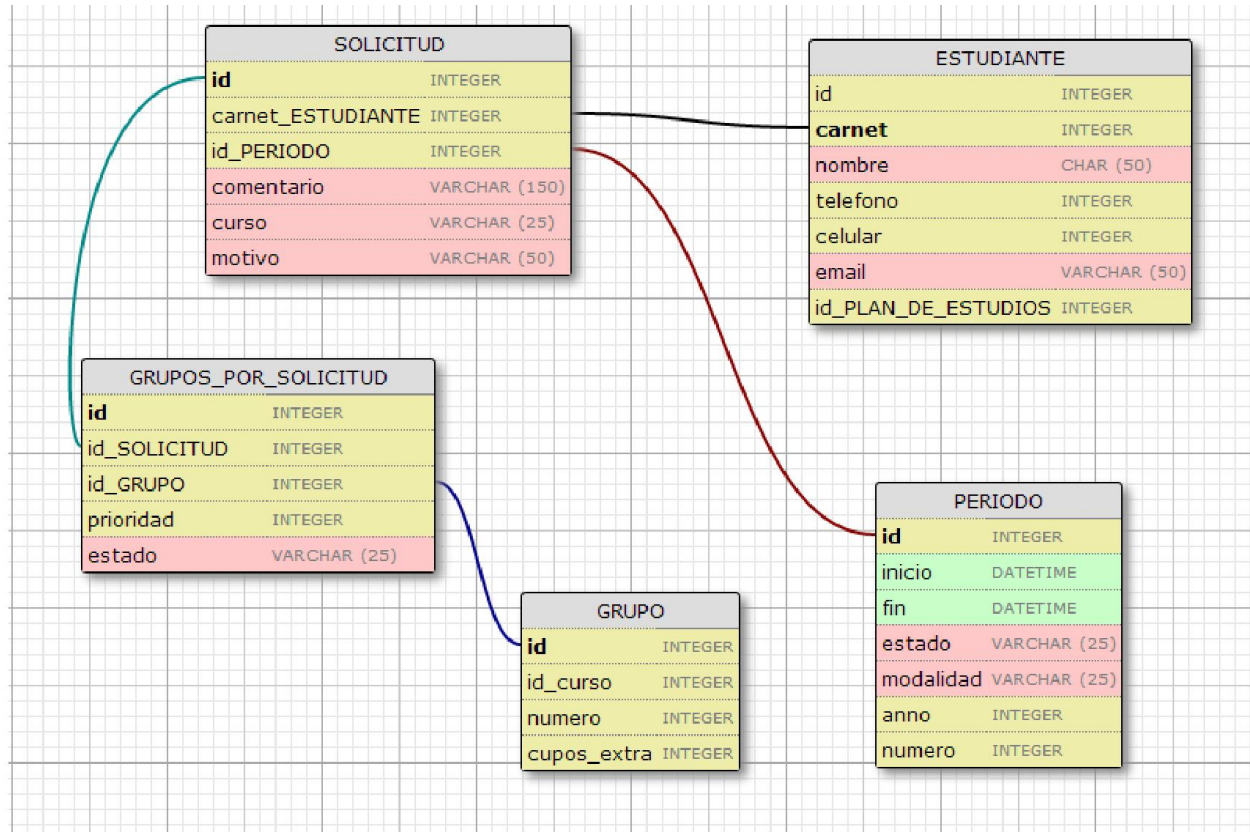 SOLICITUD
id INTEGER
carnet_ESTUDIANTE INTEGER
id_PERIODO INTEGER
comentario VARCHAR (150)
curso VARCHAR (25)
motivo VARCHAR (50)
ESTUDIANTE
id INTEGER
carnet INTEGER
nombre CHAR (50)
telefono INTEGER
celular INTEGER
email VARCHAR (50)
id_PLAN_DE_ESTUDIOS INTEGER
GRUPOS_POR_SOLICITUD
id INTEGER
id_SOLICITUD INTEGER
id_GRUPO INTEGER
prioridad INTEGER
estado VARCHAR (25)
GRUPO
id INTEGER
id_curso INTEGER
numero INTEGER
cupos_extra INTEGER
PERIODO
id INTEGER
inicio DATETIME
fin DATETIME
estado VARCHAR (25)
modalidad VARCHAR (25)
anno INTEGER
numero INTEGER